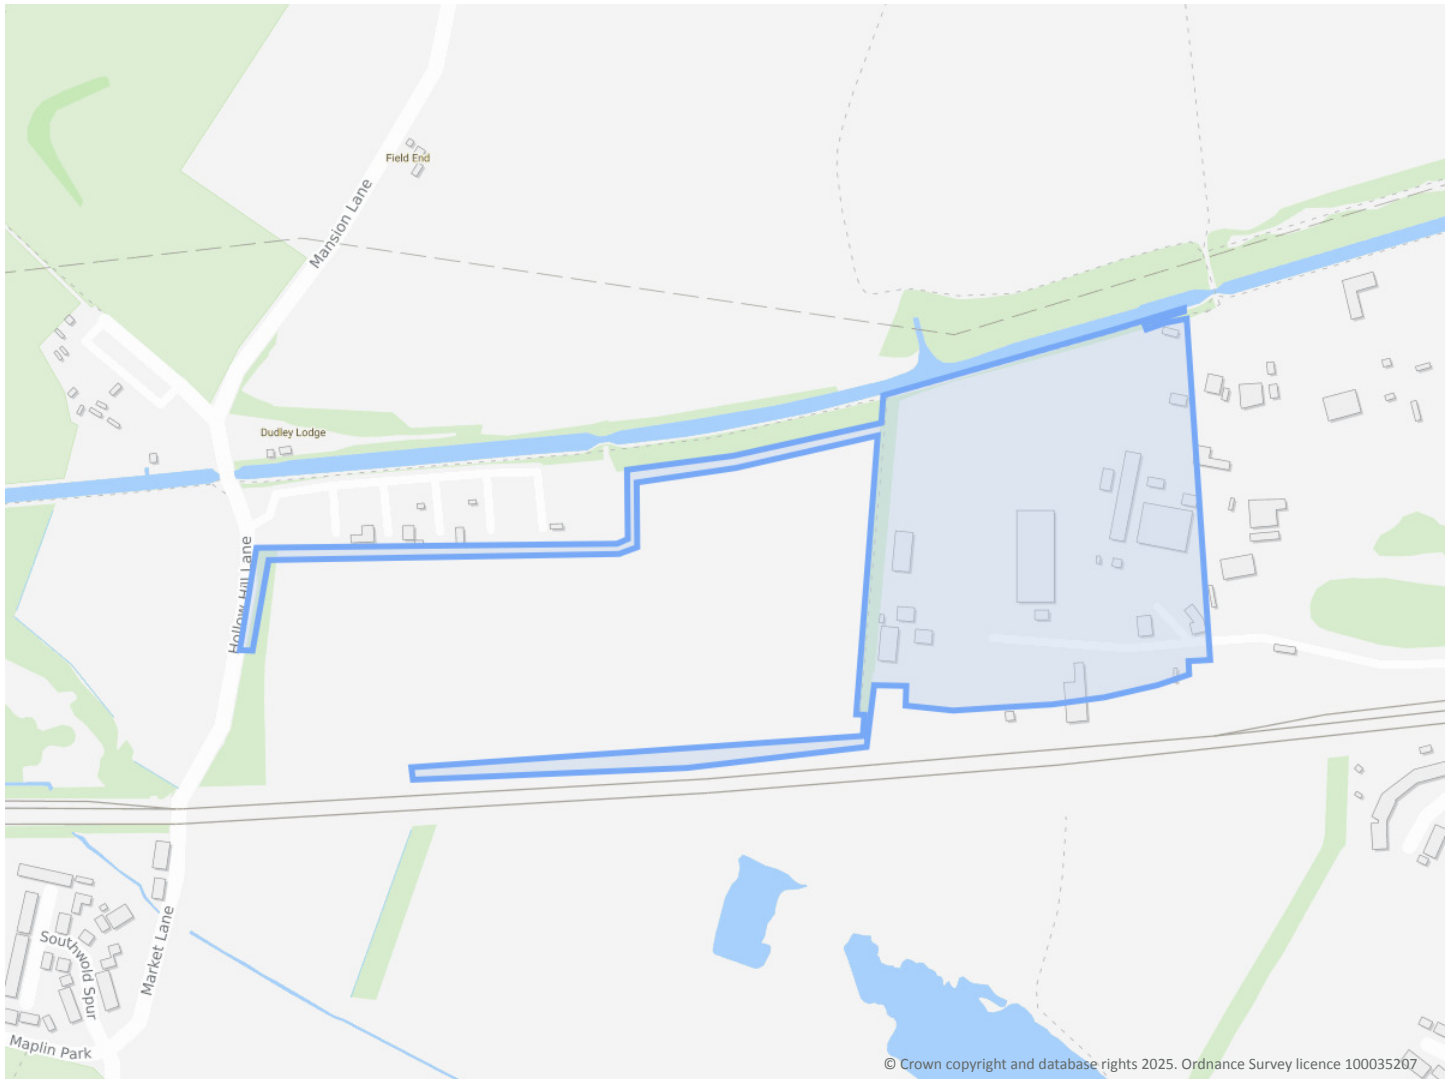 Field End
Mansion Lane
Dudley Lodge
Hollow Hill Lane
Market Lane
Southwold Spur
Maplin Park
© Crown copyright and database rights 2025. Ordnance Survey licence 100035207